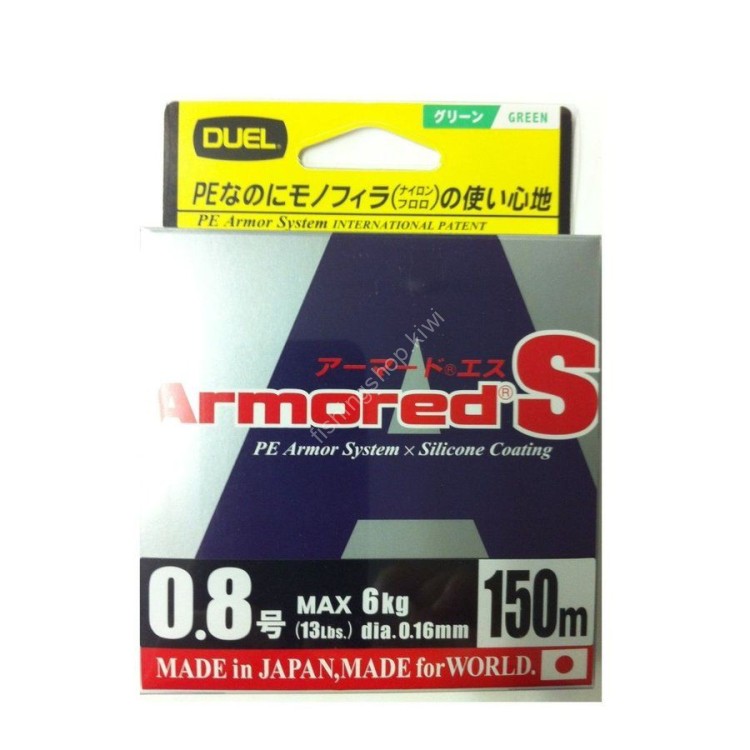 DUEL
グリーン GREEN
PEなのにモノフィラ(ナイロン フロロ)の使い心地
PE Armor System INTERNATIONAL PATENT
アーマード®エス
Armored®S
PE Armor System × Silicone Coating
0.8号 MAX 6kg 150m
(13Lbs.) dia.0.16mm
MADE in JAPAN,MADE for WORLD.
fishingshop.kiwi